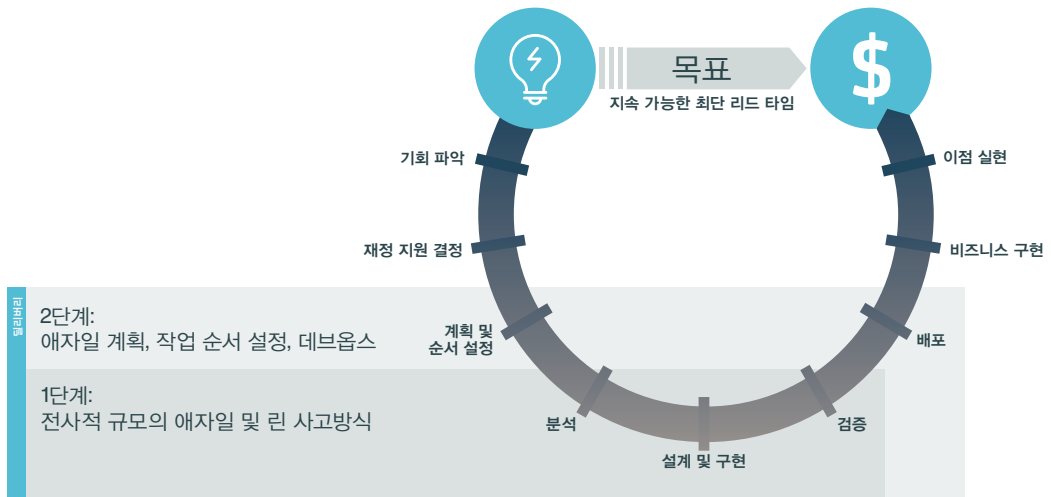 목표
지속 가능한 최단 리드 타임
$
기회 파악
이점 실현
재정 지원 결정
비즈니스 구현
딜리버리
2단계:
애자일 계획, 작업 순서 설정, 데브옵스
계획 및
순서 설정
배포
1단계:
전사적 규모의 애자일 및 린 사고방식
분석
검증
설계 및 구현